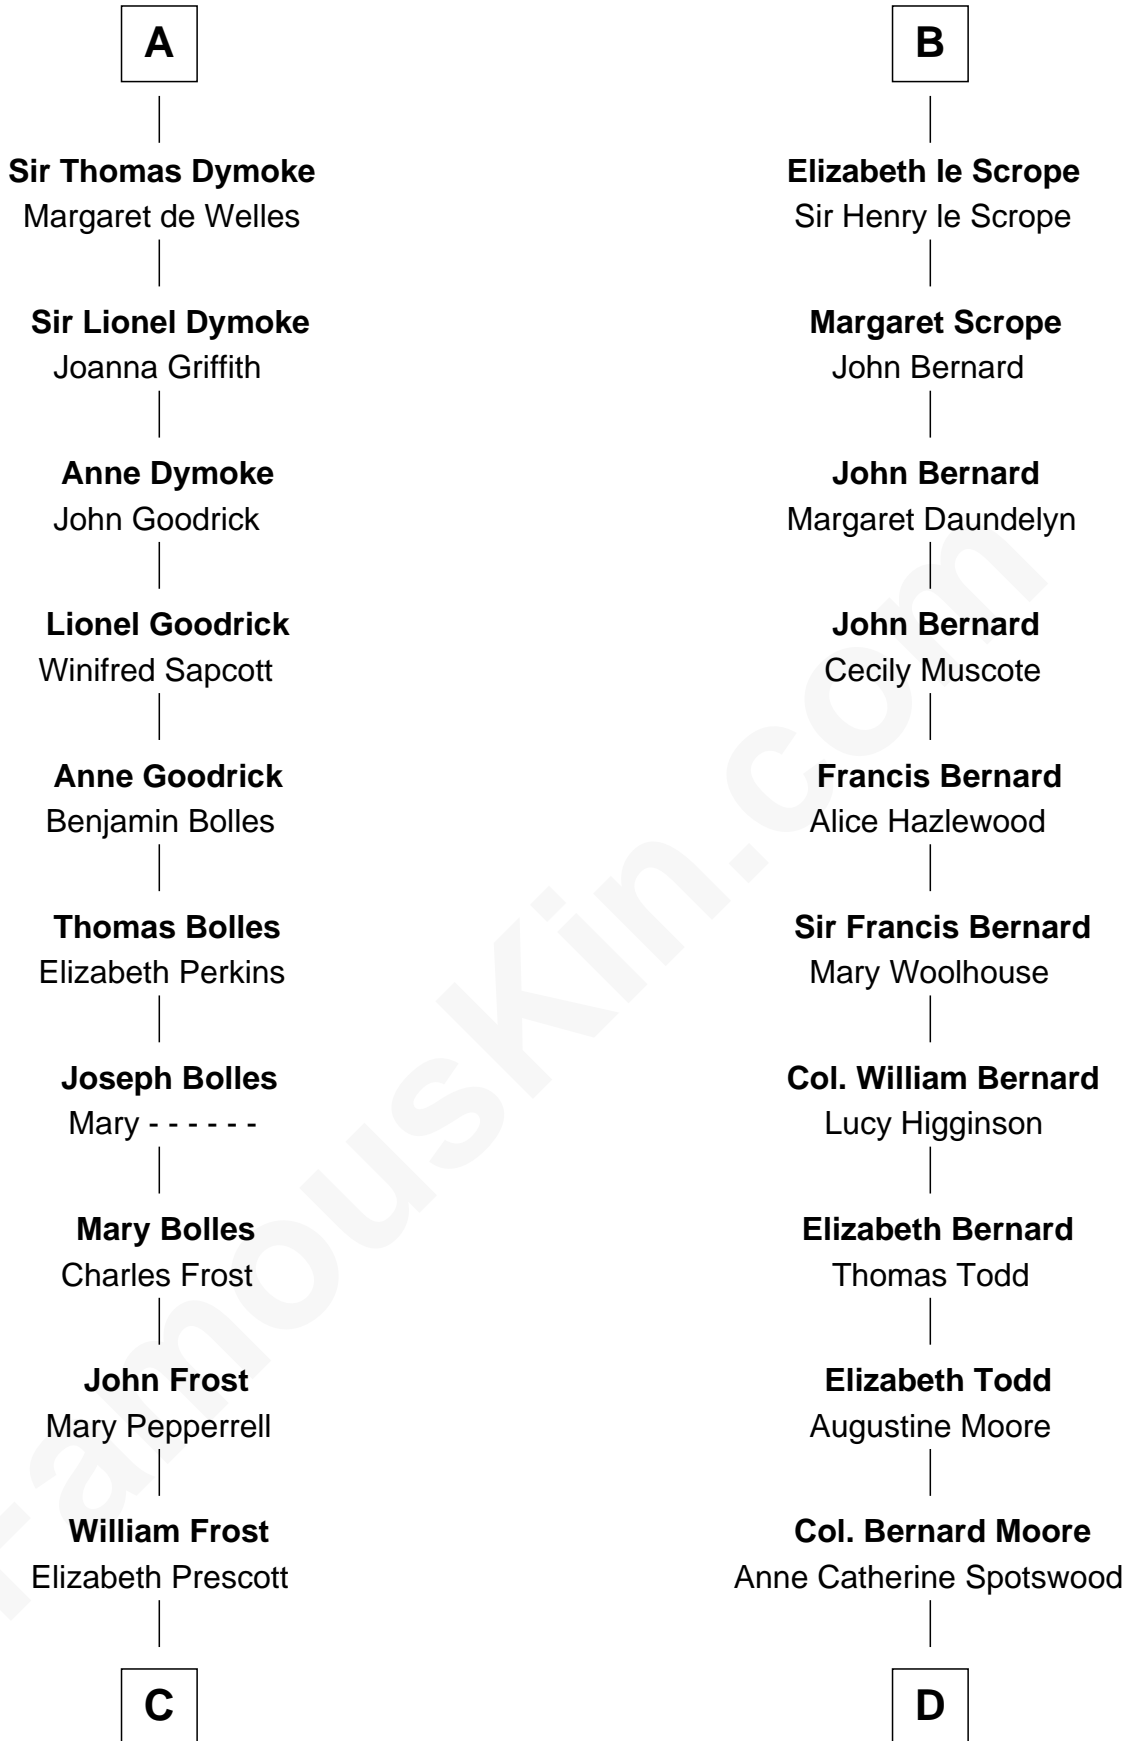 A
Sir Thomas Dymoke
Margaret de Welles
Sir Lionel Dymoke
Joanna Griffith
Anne Dymoke
John Goodrick
Lionel Goodrick
Winifred Sapcott
Anne Goodrick
Benjamin Bolles
Thomas Bolles
Elizabeth Perkins
Joseph Bolles
Mary - - - - - -
Mary Bolles
Charles Frost
John Frost
Mary Pepperrell
William Frost
Elizabeth Prescott
C
B
Elizabeth le Scrope
Sir Henry le Scrope
Margaret Scrope
John Bernard
John Bernard
Margaret Daundelyn
John Bernard
Cecily Muscote
Francis Bernard
Alice Hazlewood
Sir Francis Bernard
Mary Woolhouse
Col. William Bernard
Lucy Higginson
Elizabeth Bernard
Thomas Todd
Elizabeth Todd
Augustine Moore
Col. Bernard Moore
Anne Catherine Spotswood
D
FamousKin.com